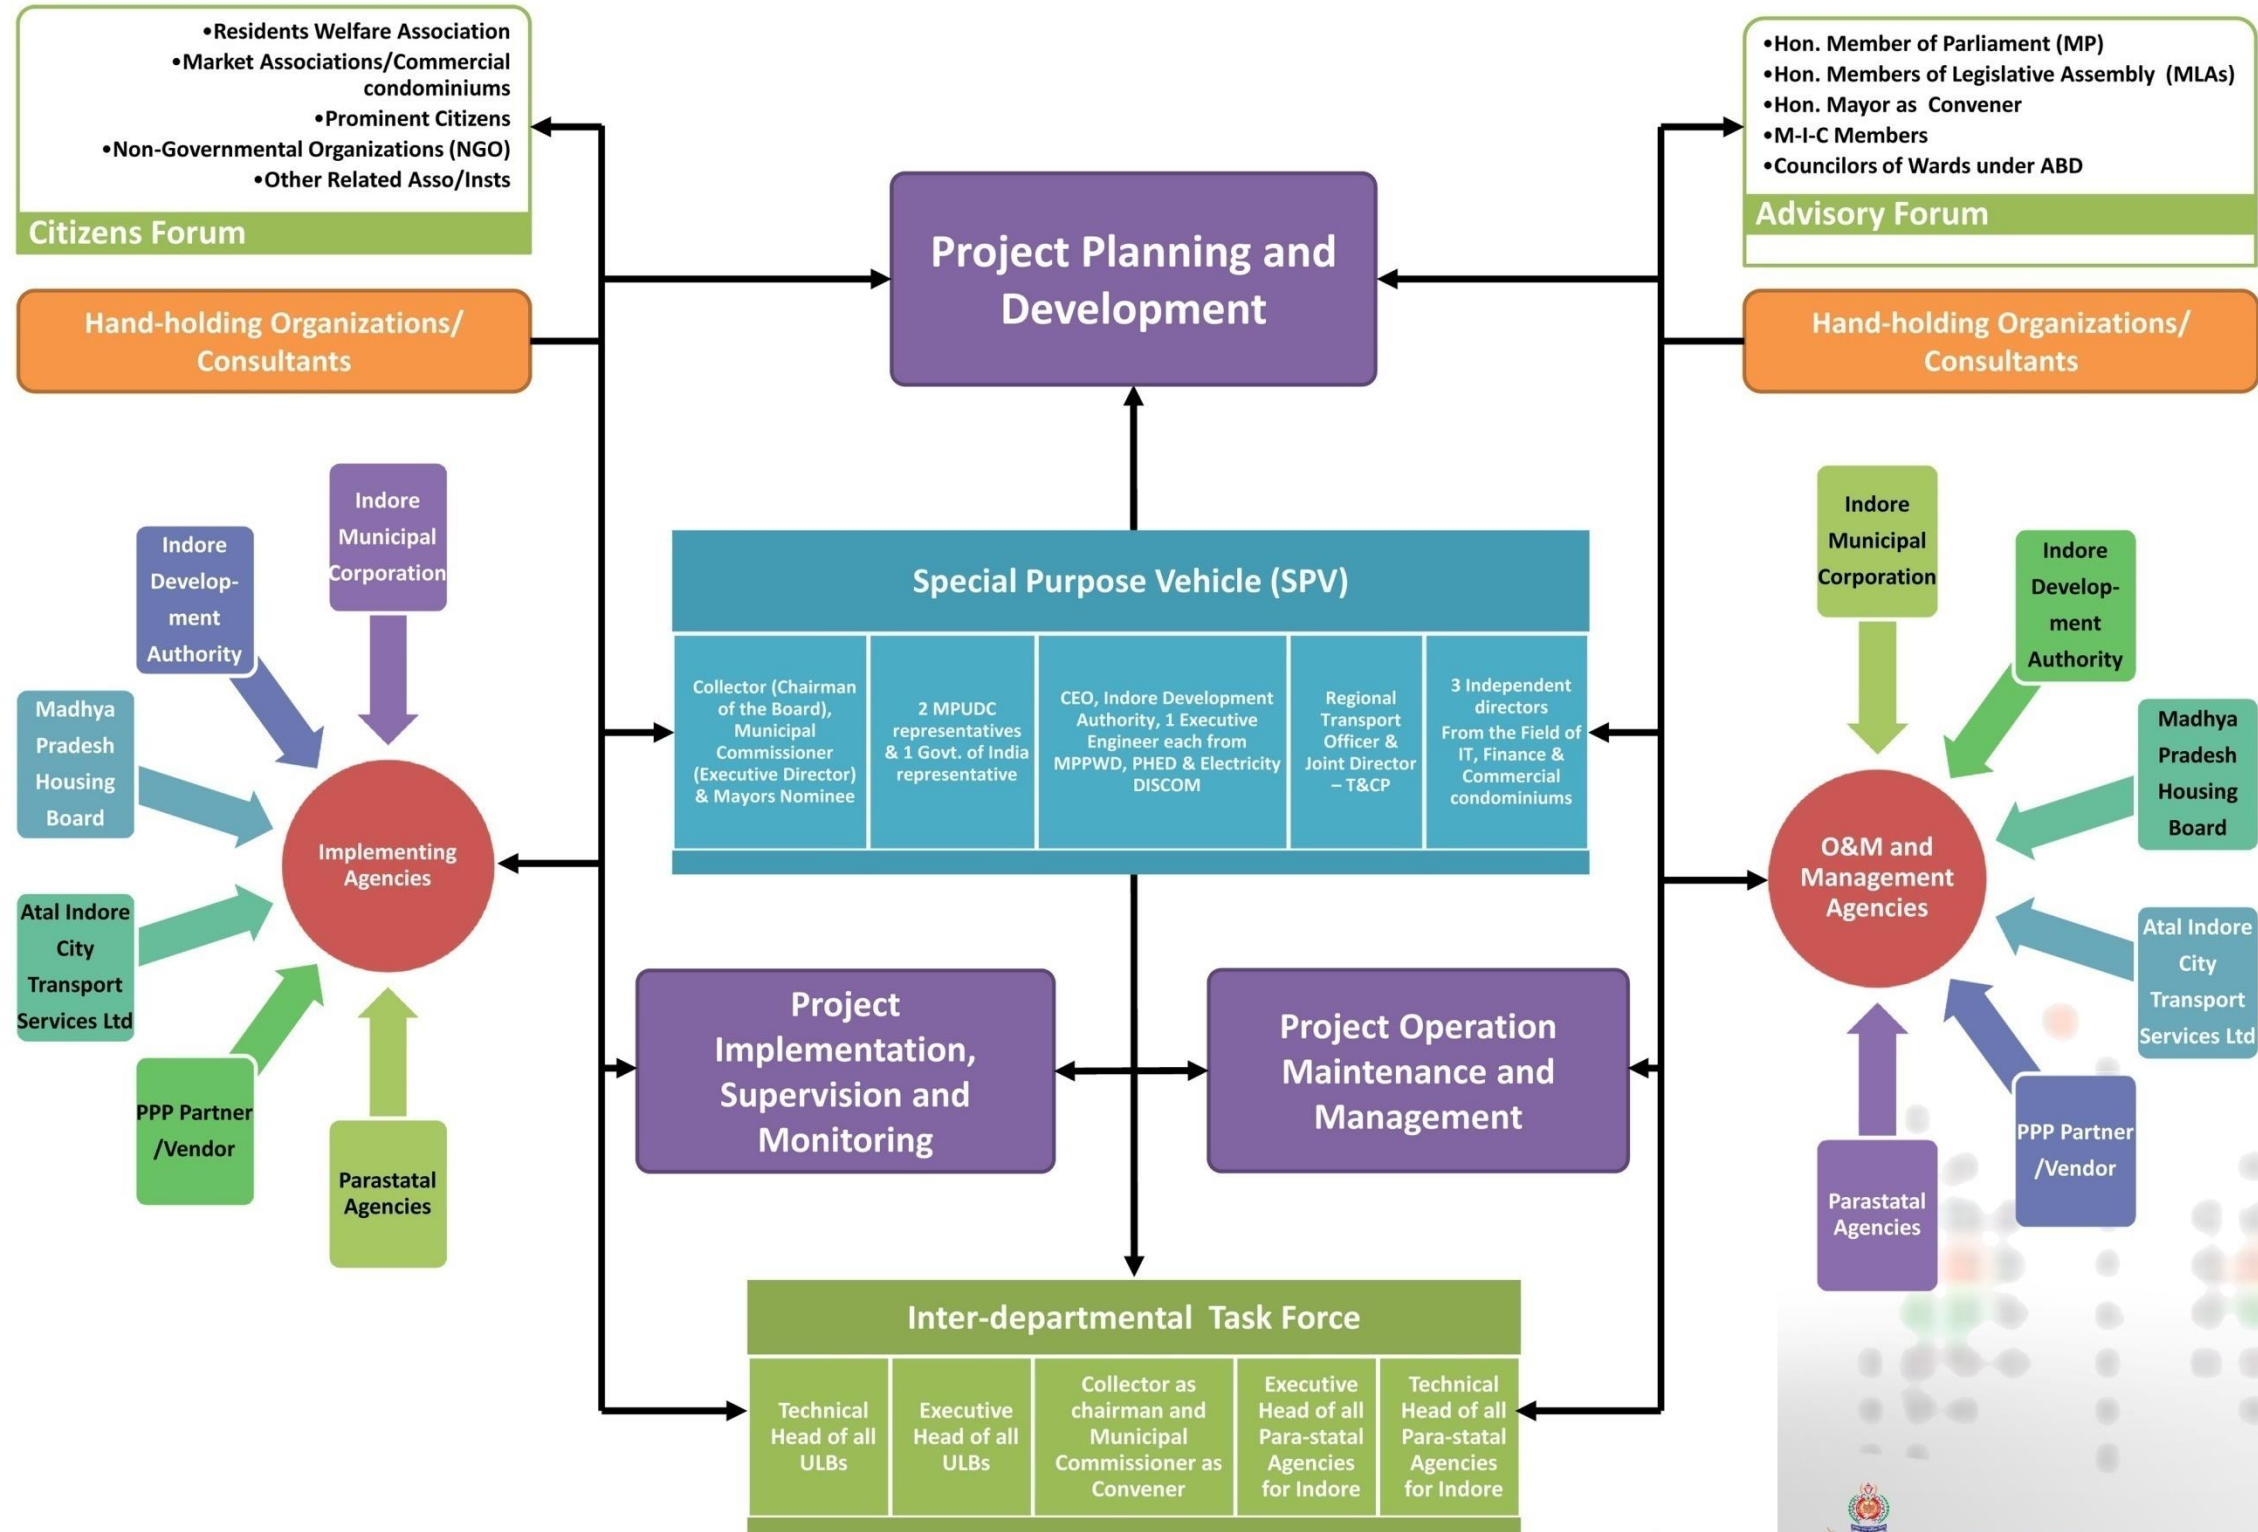 •Residents Welfare Association
•Market Associations/Commercial
condominiums
•Prominent Citizens
•Non-Governmental Organizations (NGO)
•Other Related Asso/Insts
Citizens Forum
•Hon. Member of Parliament (MP)
•Hon. Members of Legislative Assembly (MLAs)
•Hon. Mayor as Convener
•M-I-C Members
•Councilors of Wards under ABD
Advisory Forum
Project Planning and
Development
Hand-holding Organizations/
Consultants
Hand-holding Organizations/
Consultants
Indore
Municipal
Corporation
Indore
Develop-
ment
Authority
Madhya
Pradesh
Housing
Board
Atal Indore
City
Transport
Services Ltd
PPP Partner
/Vendor
Parastatal
Agencies
Implementing
Agencies
Special Purpose Vehicle (SPV)
Collector (Chairman
of the Board),
Municipal
Commissioner
(Executive Director)
& Mayors Nominee
2 MPUDC
representatives
& 1 Govt. of India
representative
CEO, Indore Development
Authority, 1 Executive
Engineer each from
MPPWD, PHED & Electricity
DISCOM
Regional
Transport
Officer &
Joint Director
– T&CP
3 Independent
directors
From the Field of
IT, Finance &
Commercial
condominiums
Indore
Municipal
Corporation
Indore
Develop-
ment
Authority
Madhya
Pradesh
Housing
Board
Atal Indore
City
Transport
Services Ltd
PPP Partner
/Vendor
Parastatal
Agencies
O&M and
Management
Agencies
Project
Implementation,
Supervision and
Monitoring
Project Operation
Maintenance and
Management
Inter-departmental Task Force
Technical
Head of all
ULBs
Executive
Head of all
ULBs
Collector as
chairman and
Municipal
Commissioner as
Convener
Executive
Head of all
Para-statal
Agencies
for Indore
Technical
Head of all
Para-statal
Agencies
for Indore